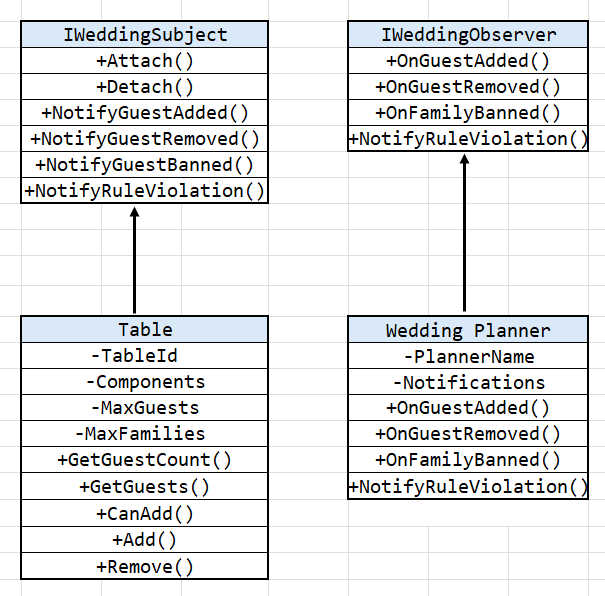 IWeddingSubject
+Attach()
+Detach()
+NotifyGuestAdded()
+NotifyGuestRemoved()
+NotifyGuestBanned()
+NotifyRuleViolation()
IWeddingObserver
+OnGuestAdded()
+OnGuestRemoved()
+OnFamilyBanned()
+NotifyRuleViolation()
Table
-TableId
-Components
-MaxGuests
-MaxFamilies
+GetGuestCount()
+GetGuests()
+CanAdd()
+Add()
+Remove()
Wedding Planner
-PlannerName
-Notifications
+OnGuestAdded()
+OnGuestRemoved()
+OnFamilyBanned()
+NotifyRuleViolation()